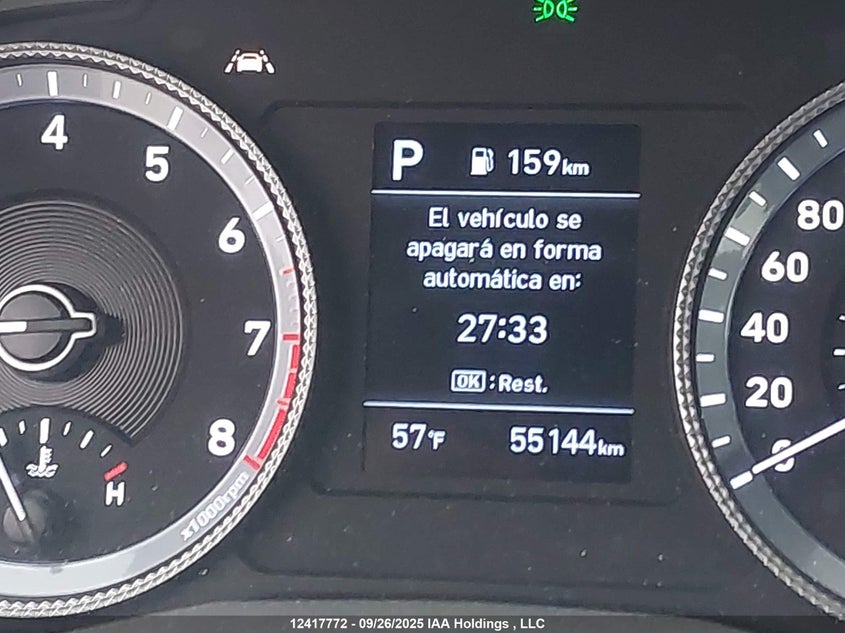 4
5
6
7
8
H
x1000rpm
P 159km
El vehículo se
apagará en forma
automática en:
27:33
OK :Rest.
57°F 55144km
80
60
40
20
0
12417772 - 09/26/2025 IAA Holdings , LLC